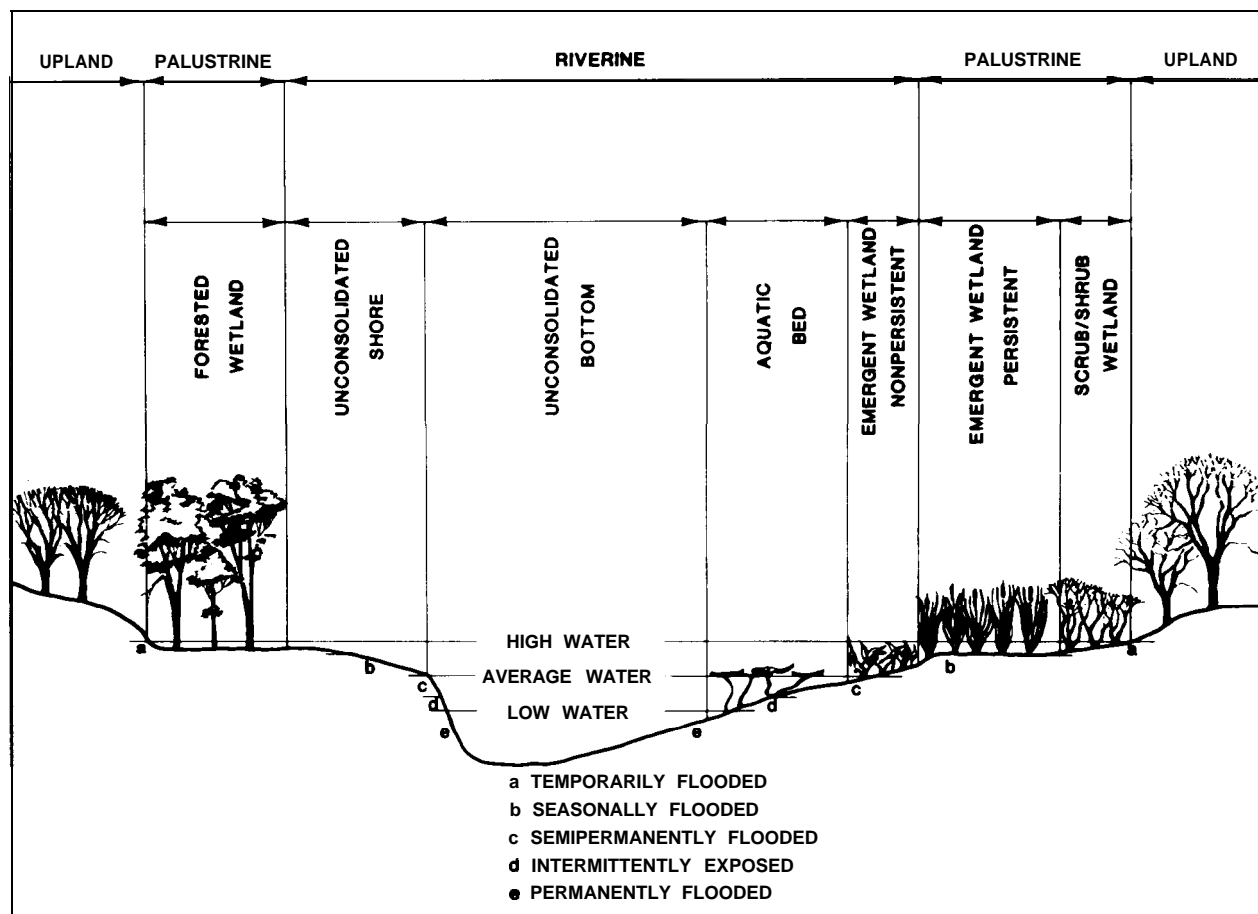 UPLAND PALUSTRINE RIVERINE PALUSTRINE UPLAND
FORESTED
WETLAND
UNCONSOLIDATED
SHORE
UNCONSOLIDATED
BOTTOM
AQUATIC
BED
EMERGENT WETLAND
NONPERSISTENT
EMERGENT WETLAND
PERSISTENT
SCRUB/SHRUB
WETLAND
HIGH WATER
a
b
b
a
AVERAGE WATER
c
c
d
d
LOW WATER
e
e
a TEMPORARILY FLOODED
b SEASONALLY FLOODED
c SEMIPERMANENTLY FLOODED
d INTERMITTENTLY EXPOSED
e PERMANENTLY FLOODED